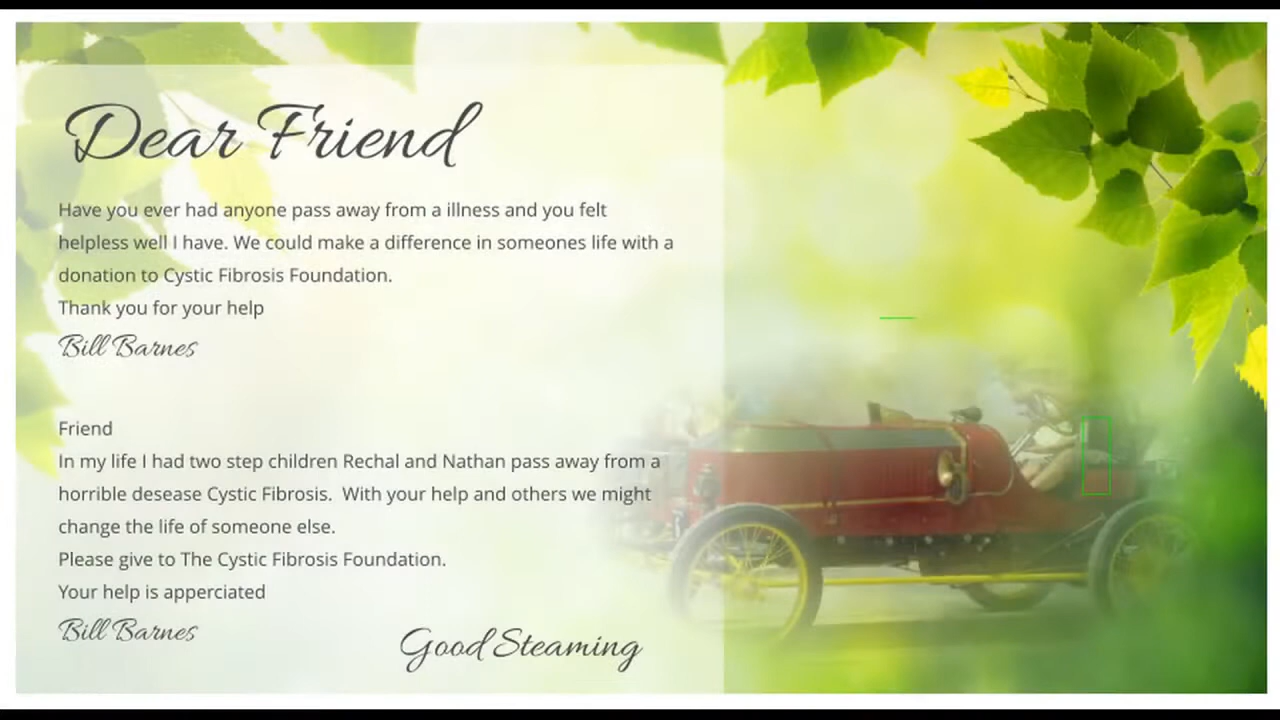 Dear Friend
Have you ever had anyone pass away from a illness and you felt
helpless well I have. We could make a difference in someones life with a
donation to Cystic Fibrosis Foundation.
Thank you for your help
Bill Barnes
Friend
In my life I had two step children Rechal and Nathan pass away from a
horrible desease Cystic Fibrosis.  With your help and others we might
change the life of someone else.
Please give to The Cystic Fibrosis Foundation.
Your help is apperciated
Bill Barnes
Good Steaming